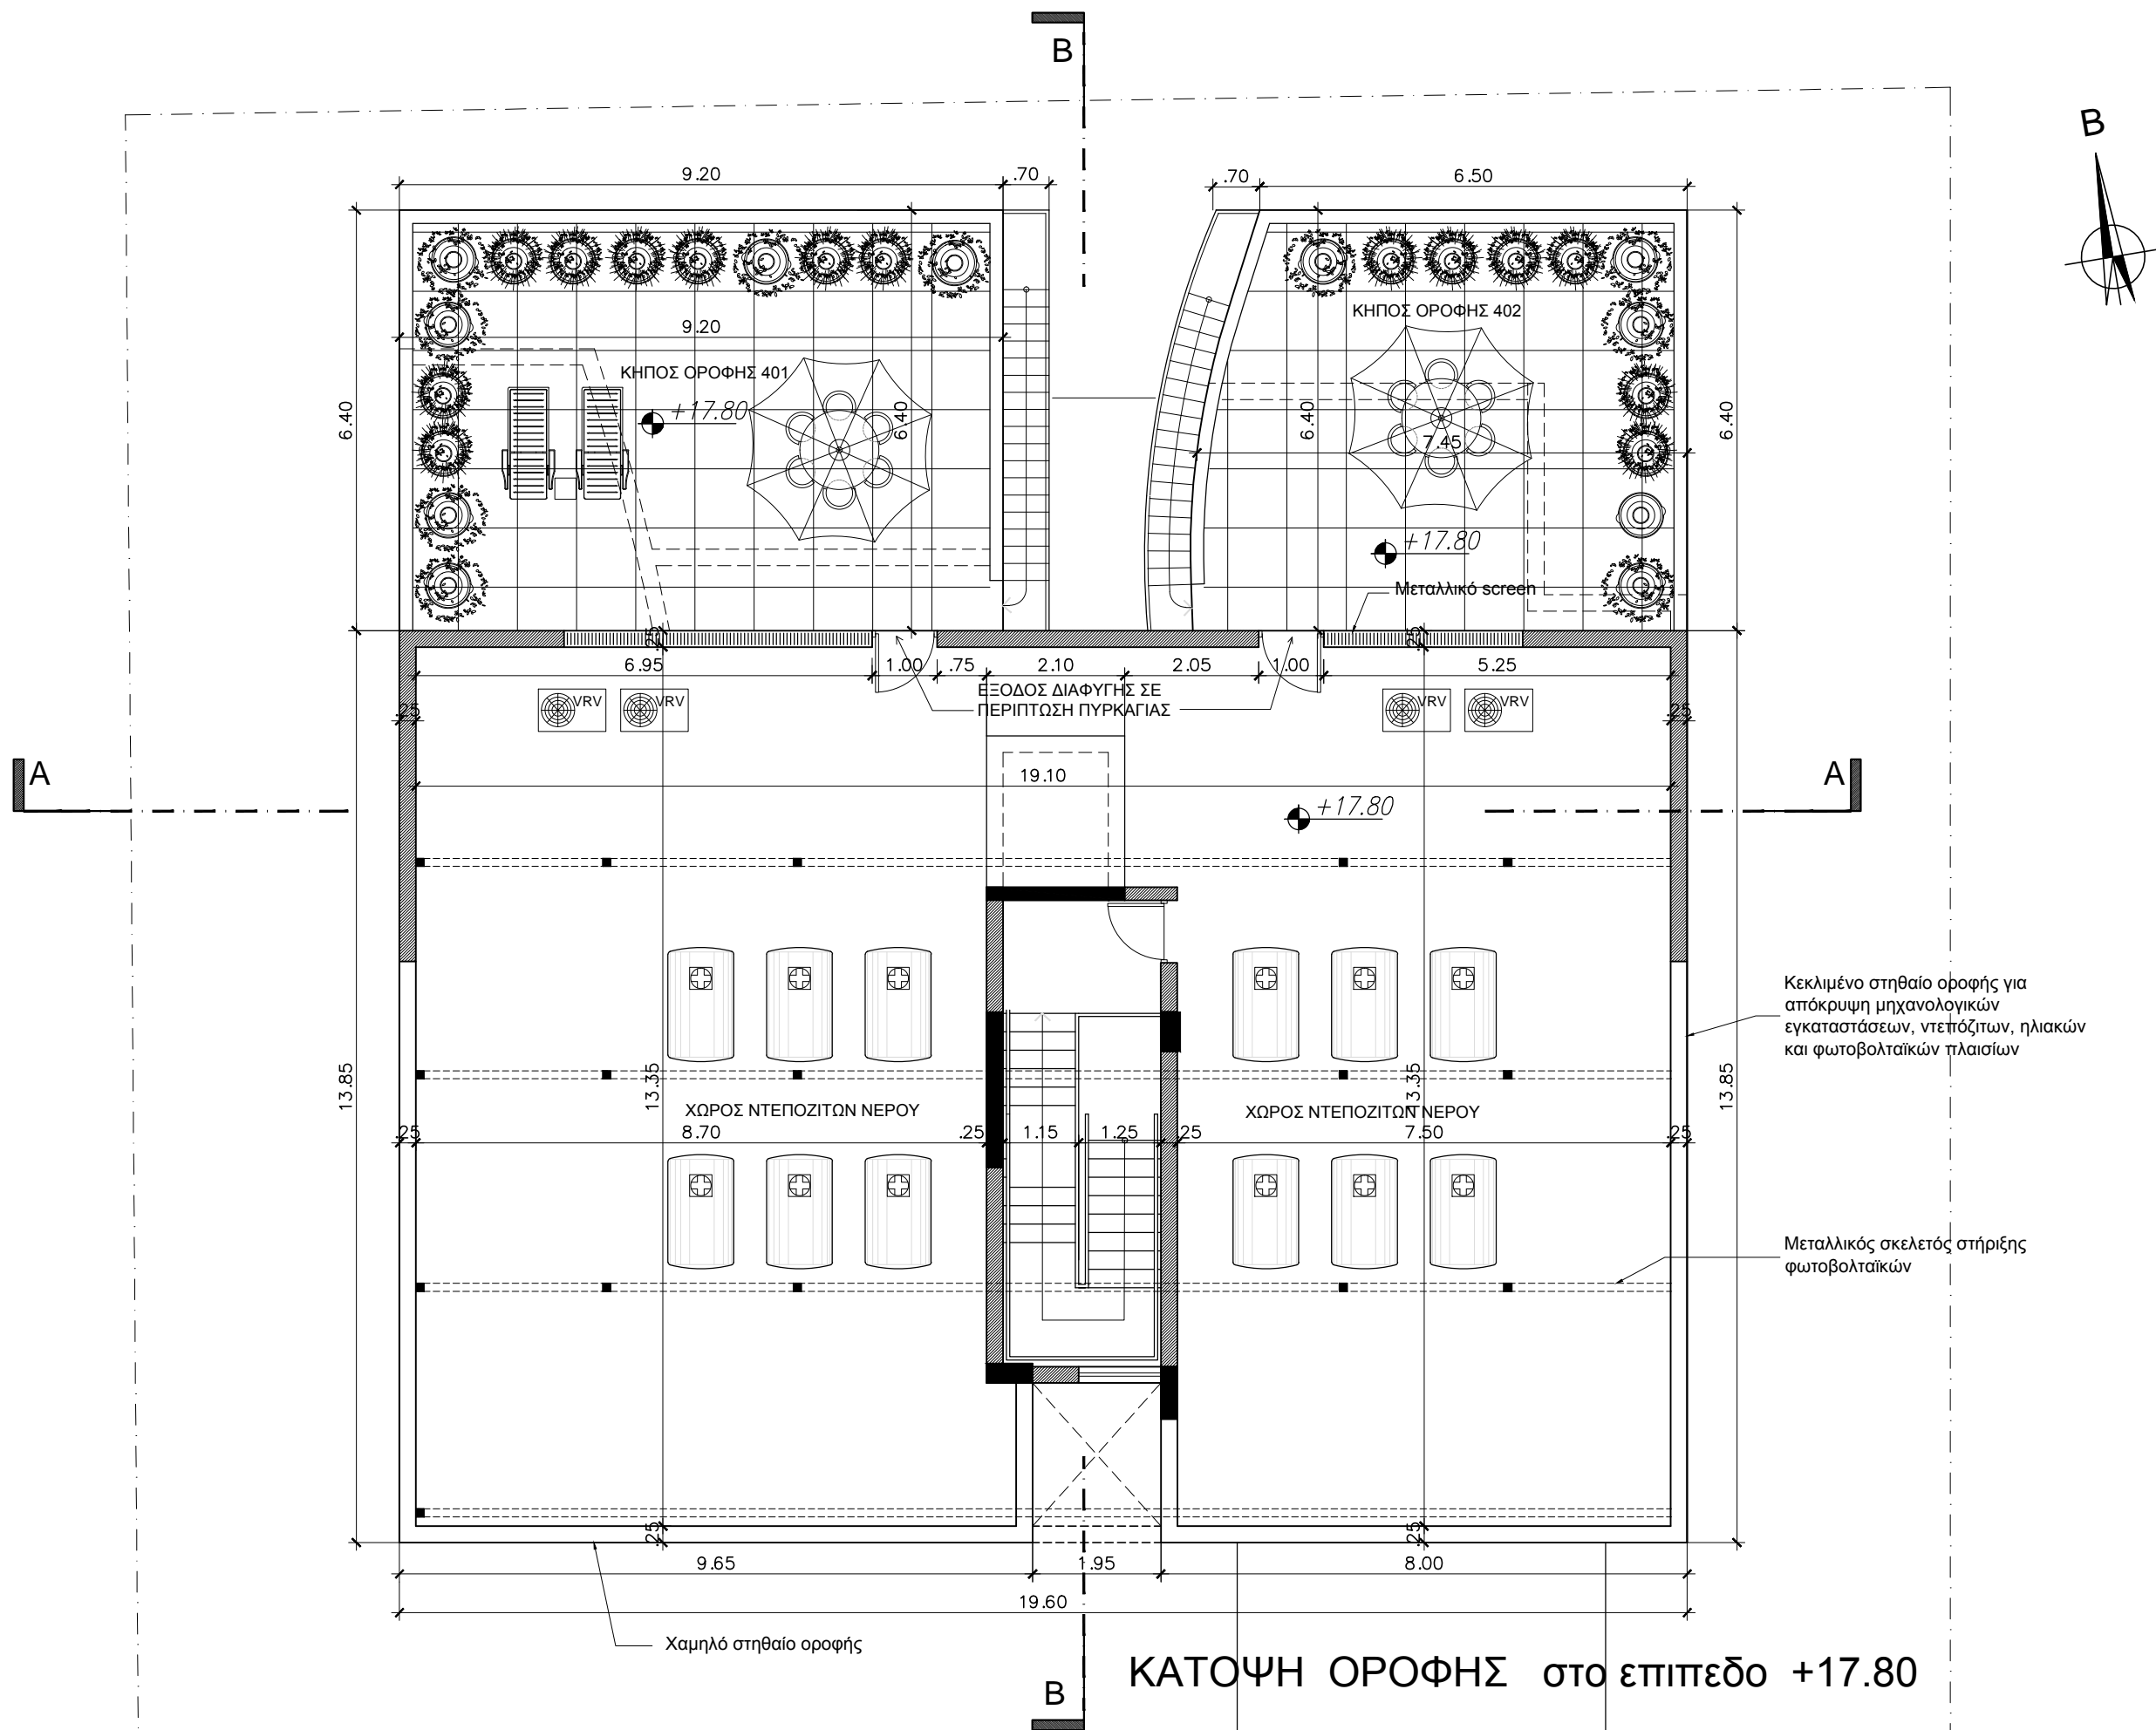 B
B
9.20
.70
.70
6.50
ΚΗΠΟΣ ΟΡΟΦΗΣ 402
9.20
ΚΗΠΟΣ ΟΡΟΦΗΣ 401
+17.80
6.40
6.40
6.40
7.45
6.40
+17.80
Μεταλλικό screen
.25
.25
6.95
1.00
.75
2.10
2.05
1.00
5.25
ΕΞΟΔΟΣ ΔΙΑΦΥΓΗΣ ΣΕ
ΠΕΡΙΠΤΩΣΗ ΠΥΡΚΑΓΙΑΣ
VRV
VRV
VRV
VRV
.25
.25
A
19.10
A
+17.80
Κεκλιμένο στηθαίο οροφής για
απόκρυψη μηχανολογικών
εγκαταστάσεων, ντεπόζιτων, ηλιακών
και φωτοβολταϊκών πλαισίων
13.85
13.35
13.35
13.85
ΧΩΡΟΣ ΝΤΕΠΟΖΙΤΩΝ ΝΕΡΟΥ
ΧΩΡΟΣ ΝΤΕΠΟΖΙΤΩΝ ΝΕΡΟΥ
.25
8.70
.25
1.15
1.25
.25
7.50
.25
Μεταλλικός σκελετός στήριξης
φωτοβολταϊκών
.25
.25
9.65
1.95
8.00
19.60
Χαμηλό στηθαίο οροφής
ΚΑΤΟΨΗ ΟΡΟΦΗΣ στο επιπεδο +17.80
B